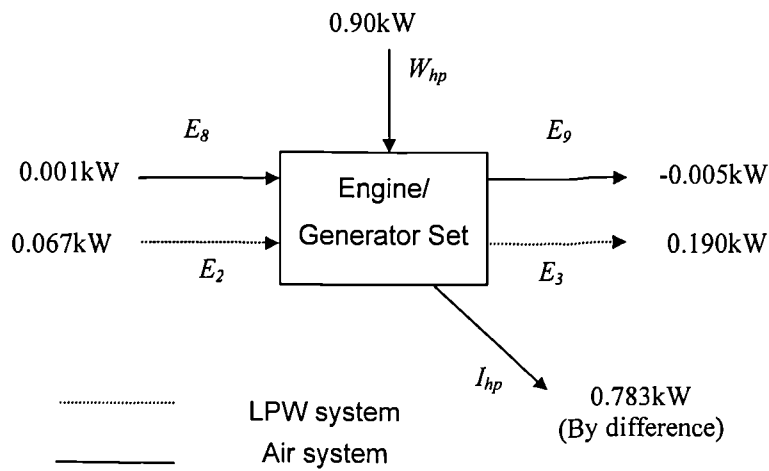 0.90kW
W_hp
E_8
E_9
0.001kW
Engine/
-0.005kW
Generator Set
0.067kW
0.190kW
E_2
E_3
I_hp
0.783kW
(By difference)
LPW system
Air system